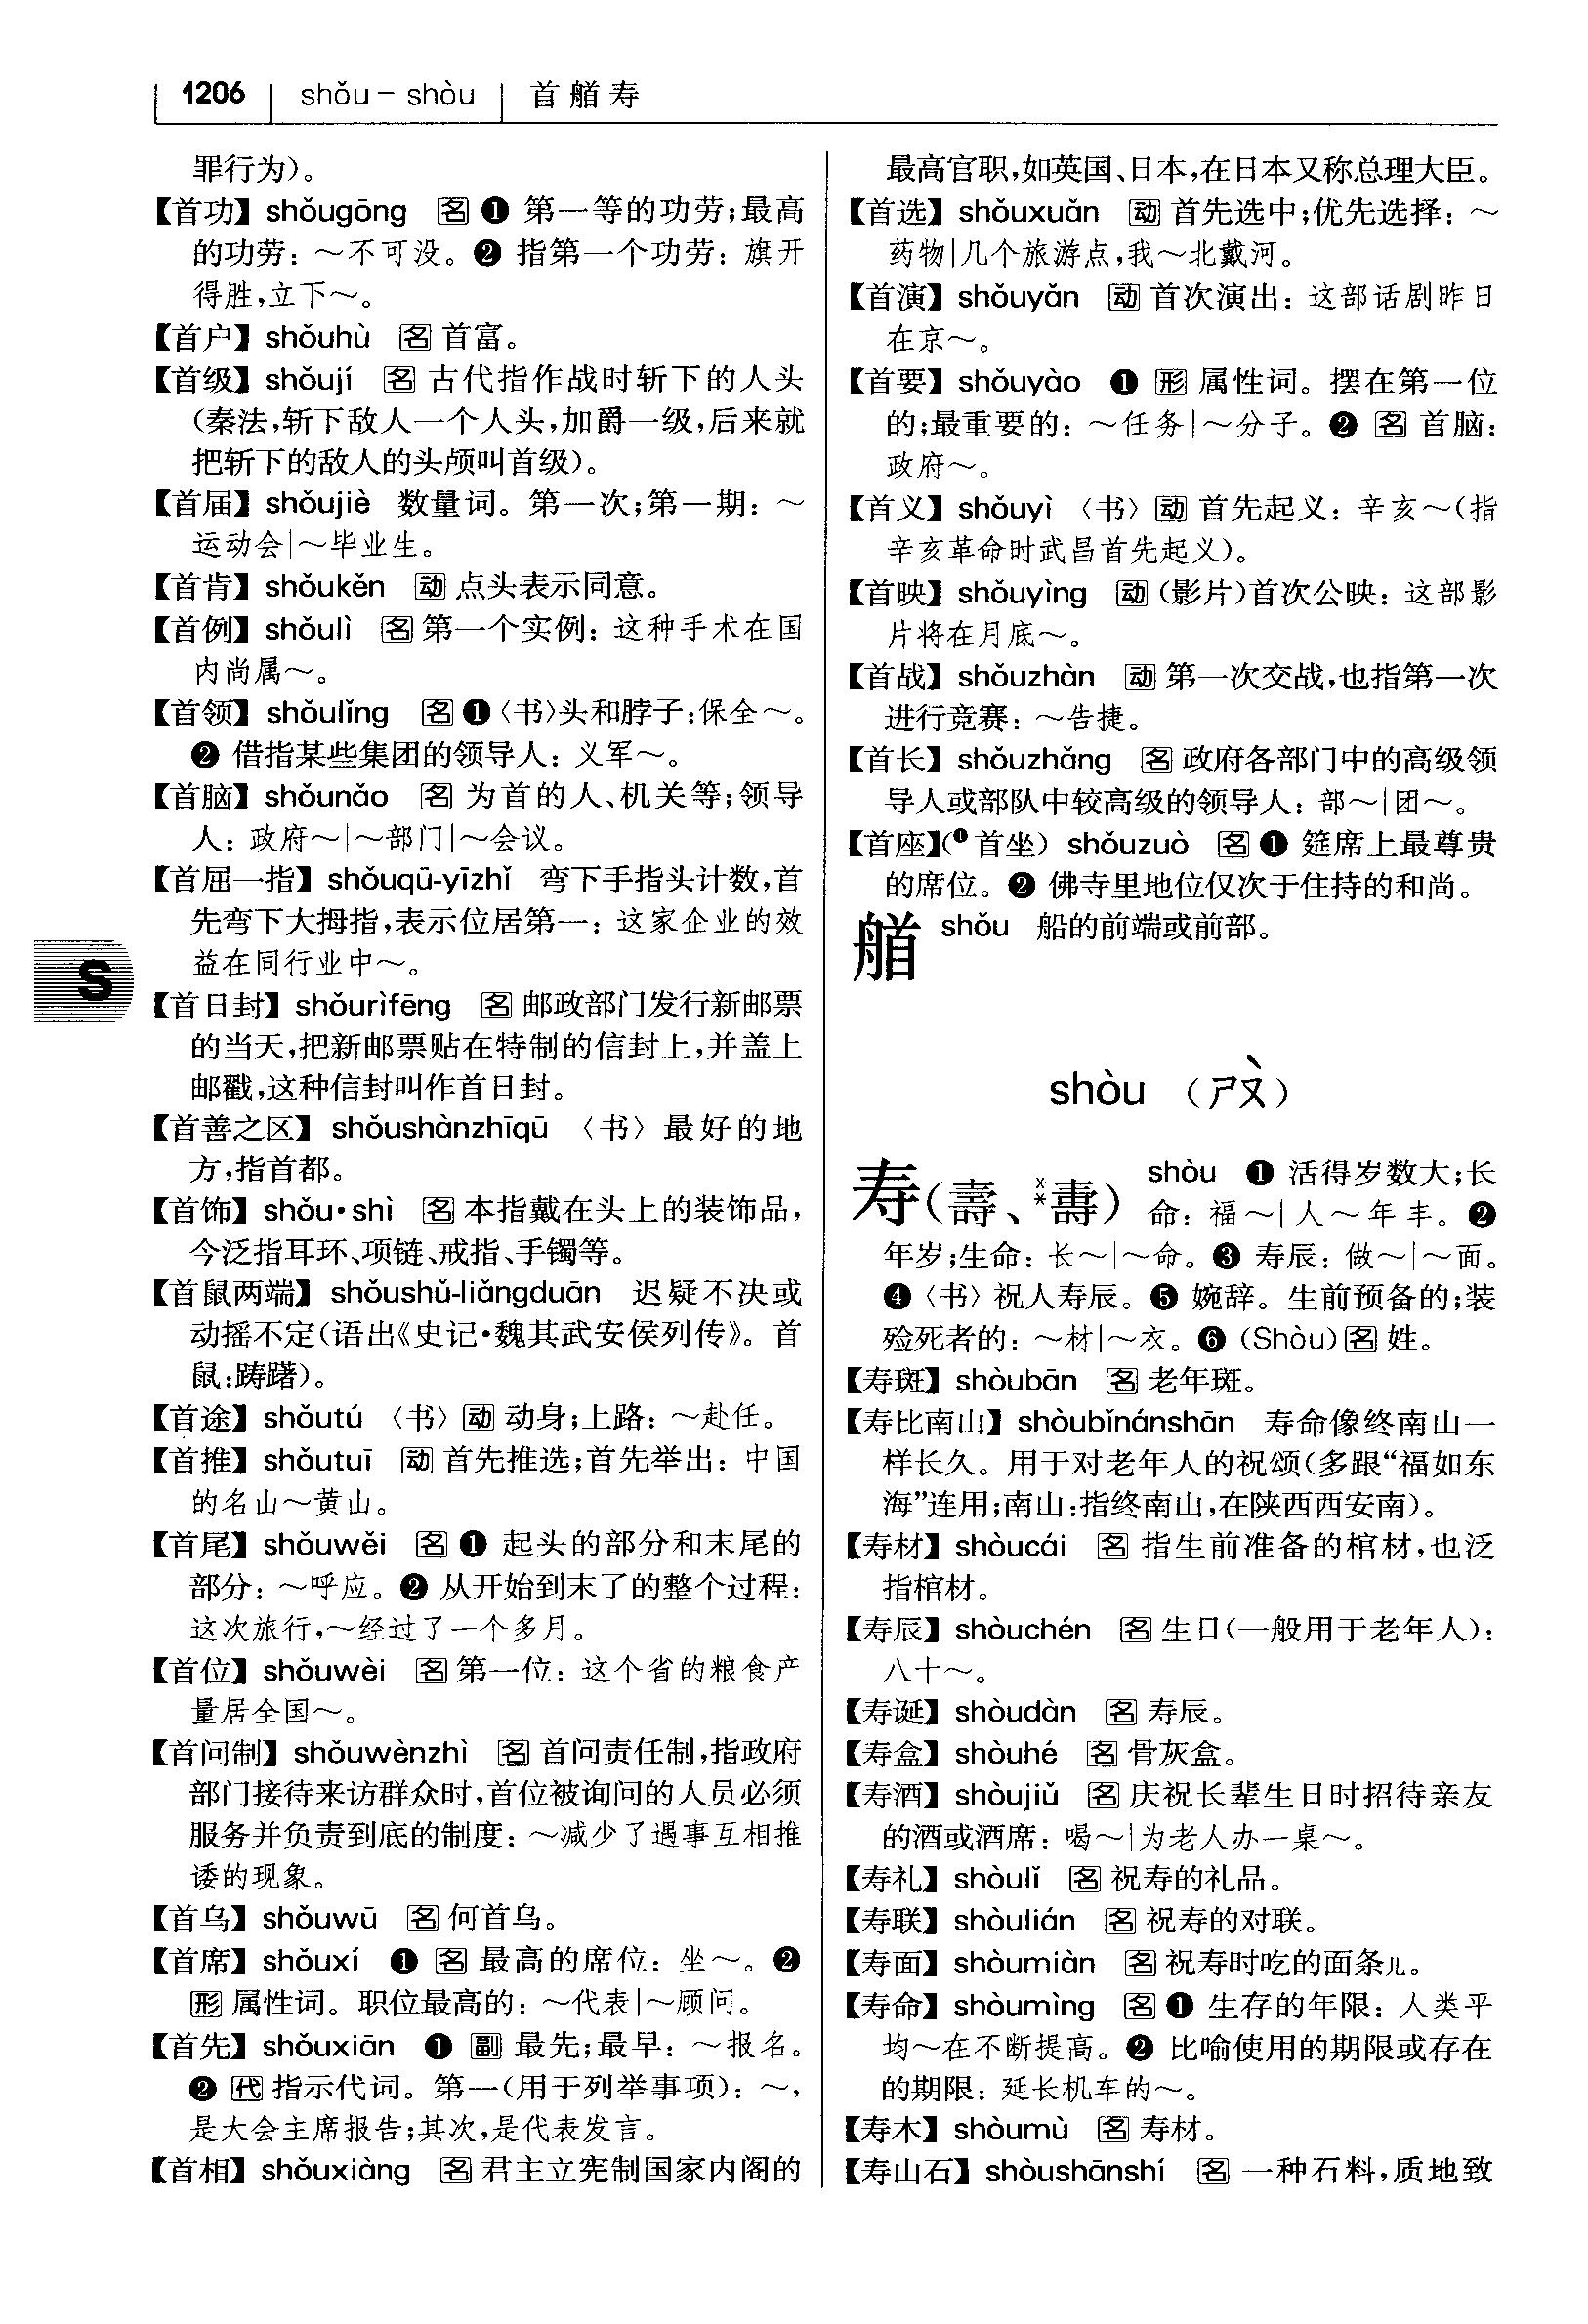 1206 shǒu – shòu 首艏寿
罪行为)。
【首功】 shǒugōng 名 ❶ 第一等的功劳;最高
的功劳: ～不可没。❷ 指第一个功劳: 旗开
得胜,立下～。
【首户】 shǒuhù 名 首富。
【首级】 shǒují 名 古代指作战时斩下的人头
(秦法,斩下敌人一个人头,加爵一级,后来就
把斩下的敌人的头颅叫首级)。
【首届】 shǒujiè 数量词。第一次;第一期: ～
运动会|～毕业生。
【首肯】 shǒukěn 动 点头表示同意。
【首例】 shǒulì 名 第一个实例: 这种手术在国
内尚属～。
【首领】 shǒulǐng 名 ❶〈书〉头和脖子:保全～。
❷ 借指某些集团的领导人: 义军～。
【首脑】 shǒunǎo 名 为首的人、机关等;领导
人: 政府～|～部门|～会议。
【首屈一指】 shǒuqū-yīzhǐ 弯下手指头计数,首
先弯下大拇指,表示位居第一: 这家企业的效
益在同行业中～。
S
【首日封】 shǒurìfēng 名 邮政部门发行新邮票
的当天,把新邮票贴在特制的信封上,并盖上
邮戳,这种信封叫作首日封。
【首善之区】 shǒushànzhīqū 〈书〉最好的地
方,指首都。
【首饰】 shǒu·shì 名 本指戴在头上的装饰品,
今泛指耳环、项链、戒指、手镯等。
【首鼠两端】 shǒushǔ-liǎngduān 迟疑不决或
动摇不定(语出《史记·魏其武安侯列传》。首
鼠:踌躇)。
【首途】 shǒutú 〈书〉动 动身;上路: ～赴任。
【首推】 shǒutuī 动 首先推选;首先举出: 中国
的名山～黄山。
【首尾】 shǒuwěi 名 ❶ 起头的部分和末尾的
部分: ～呼应。❷ 从开始到末了的整个过程:
这次旅行,～经过了一个多月。
【首位】 shǒuwèi 名 第一位: 这个省的粮食产
量居全国～。
【首问制】 shǒuwènzhì 名 首问责任制,指政府
部门接待来访群众时,首位被询问的人员必须
服务并负责到底的制度: ～减少了遇事互相推
诿的现象。
【首乌】 shǒuwū 名 何首乌。
【首席】 shǒuxí ❶ 名 最高的席位: 坐～。❷
形 属性词。职位最高的: ～代表|～顾问。
【首先】 shǒuxiān ❶ 副 最先;最早: ～报名。
❷ 代 指示代词。第一(用于列举事项): ～,
是大会主席报告;其次,是代表发言。
【首相】 shǒuxiàng 名 君主立宪制国家内阁的
最高官职,如英国、日本,在日本又称总理大臣。
【首选】 shǒuxuǎn 动 首先选中;优先选择: ～
药物|几个旅游点,我～北戴河。
【首演】 shǒuyǎn 动 首次演出: 这部话剧昨日
在京～。
【首要】 shǒuyào ❶ 形 属性词。摆在第一位
的;最重要的: ～任务|～分子。❷ 名 首脑:
政府～。
【首义】 shǒuyì 〈书〉动 首先起义: 辛亥～(指
辛亥革命时武昌首先起义)。
【首映】 shǒuyìng 动 (影片)首次公映: 这部影
片将在月底～。
【首战】 shǒuzhàn 动 第一次交战,也指第一次
进行竞赛: ～告捷。
【首长】 shǒuzhǎng 名 政府各部门中的高级领
导人或部队中较高级的领导人: 部～|团～。
【首座】(❶首坐) shǒuzuò 名 ❶ 筵席上最尊贵
的席位。❷ 佛寺里地位仅次于住持的和尚。
艏 shǒu 船的前端或前部。
shòu (ㄕㄡˋ)
寿(壽、**夀) shòu ❶ 活得岁数大;长
命: 福～|人～年丰。❷
年岁;生命: 长～|～命。❸ 寿辰: 做～|～面。
❹〈书〉祝人寿辰。❺ 婉辞。生前预备的;装
殓死者的: ～材|～衣。❻ (Shòu)名 姓。
【寿斑】 shòubān 名 老年斑。
【寿比南山】 shòubǐnánshān 寿命像终南山一
样长久。用于对老年人的祝颂(多跟“福如东
海”连用;南山:指终南山,在陕西西安南)。
【寿材】 shòucái 名 指生前准备的棺材,也泛
指棺材。
【寿辰】 shòuchén 名 生日(一般用于老年人):
八十～。
【寿诞】 shòudàn 名 寿辰。
【寿盒】 shòuhé 名 骨灰盒。
【寿酒】 shòujiǔ 名 庆祝长辈生日时招待亲友
的酒或酒席: 喝～|为老人办一桌～。
【寿礼】 shòulǐ 名 祝寿的礼品。
【寿联】 shòulián 名 祝寿的对联。
【寿面】 shòumiàn 名 祝寿时吃的面条儿。
【寿命】 shòumìng 名 ❶ 生存的年限: 人类平
均～在不断提高。❷ 比喻使用的期限或存在
的期限: 延长机车的～。
【寿木】 shòumù 名 寿材。
【寿山石】 shòushānshí 名 一种石料,质地致